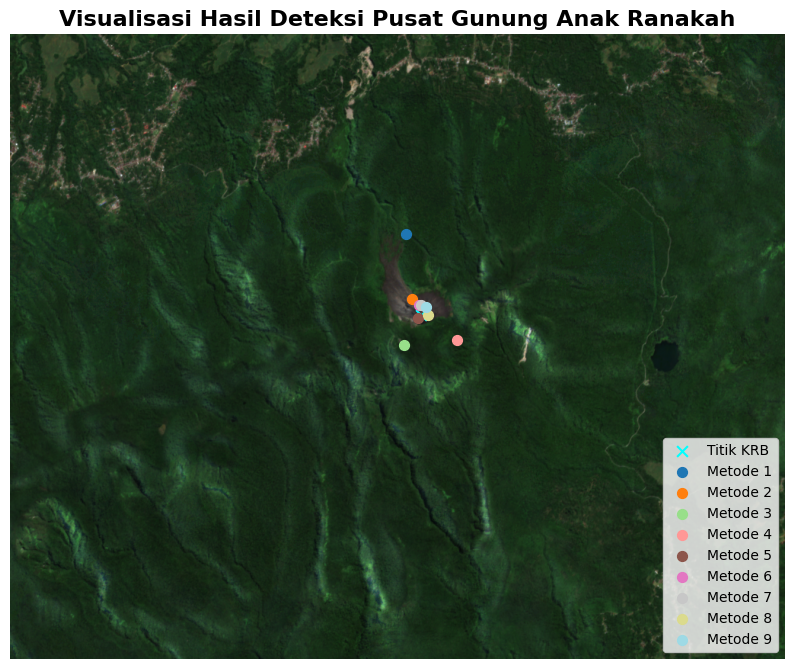 Visualisasi Hasil Deteksi Pusat Gunung Anak Ranakah
Titik KRB
Metode 1
Metode 2
Metode 3
Metode 4
Metode 5
Metode 6
Metode 7
Metode 8
Metode 9